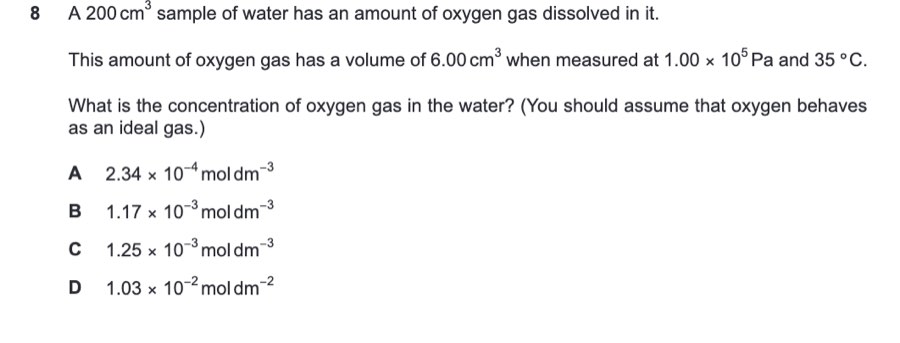 8 A 200 cm³ sample of water has an amount of oxygen gas dissolved in it.
This amount of oxygen gas has a volume of 6.00 cm³ when measured at 1.00 × 10⁵ Pa and 35 °C.
What is the concentration of oxygen gas in the water? (You should assume that oxygen behaves
as an ideal gas.)
A 2.34 × 10⁻⁴ mol dm⁻³
B 1.17 × 10⁻³ mol dm⁻³
C 1.25 × 10⁻³ mol dm⁻³
D 1.03 × 10⁻² mol dm⁻²